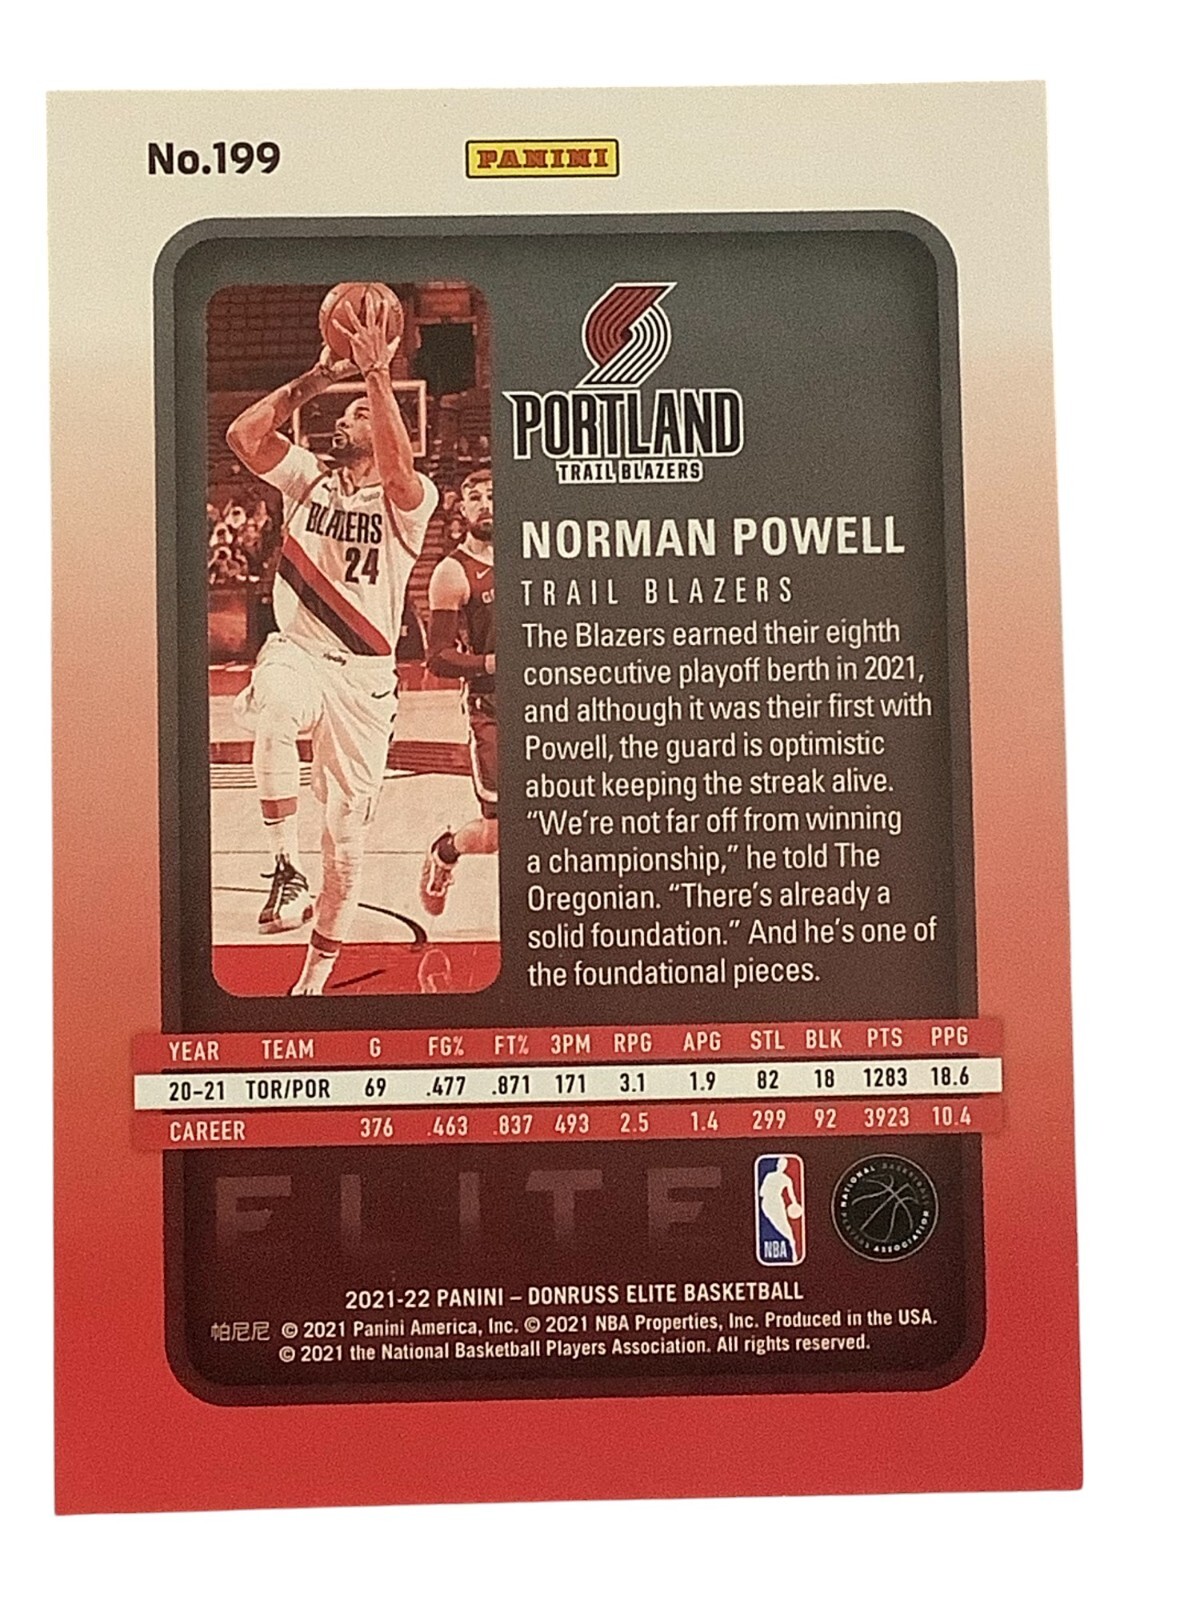 No.199
PANINI
PORTLAND
TRAIL BLAZERS
BLAZERS
24
NORMAN POWELL
TRAIL BLAZERS
The Blazers earned their eighth
consecutive playoff berth in 2021,
and although it was their first with
Powell, the guard is optimistic
about keeping the streak alive.
“We’re not far off from winning
a championship,” he told The
Oregonian. “There’s already a
solid foundation.” And he’s one of
the foundational pieces.
YEAR TEAM G FG% FT% 3PM RPG APG STL BLK PTS PPG
20–21 TOR/POR 69 .477 .871 171 3.1 1.9 82 18 1283 18.6
CAREER 376 .463 .837 493 2.5 1.4 299 92 3923 10.4
ELITE
NBA
NATIONAL BASKETBALL PLAYERS ASSOCIATION
2021-22 PANINI – DONRUSS ELITE BASKETBALL
帕尼尼 © 2021 Panini America, Inc. © 2021 NBA Properties, Inc. Produced in the USA.
© 2021 the National Basketball Players Association. All rights reserved.